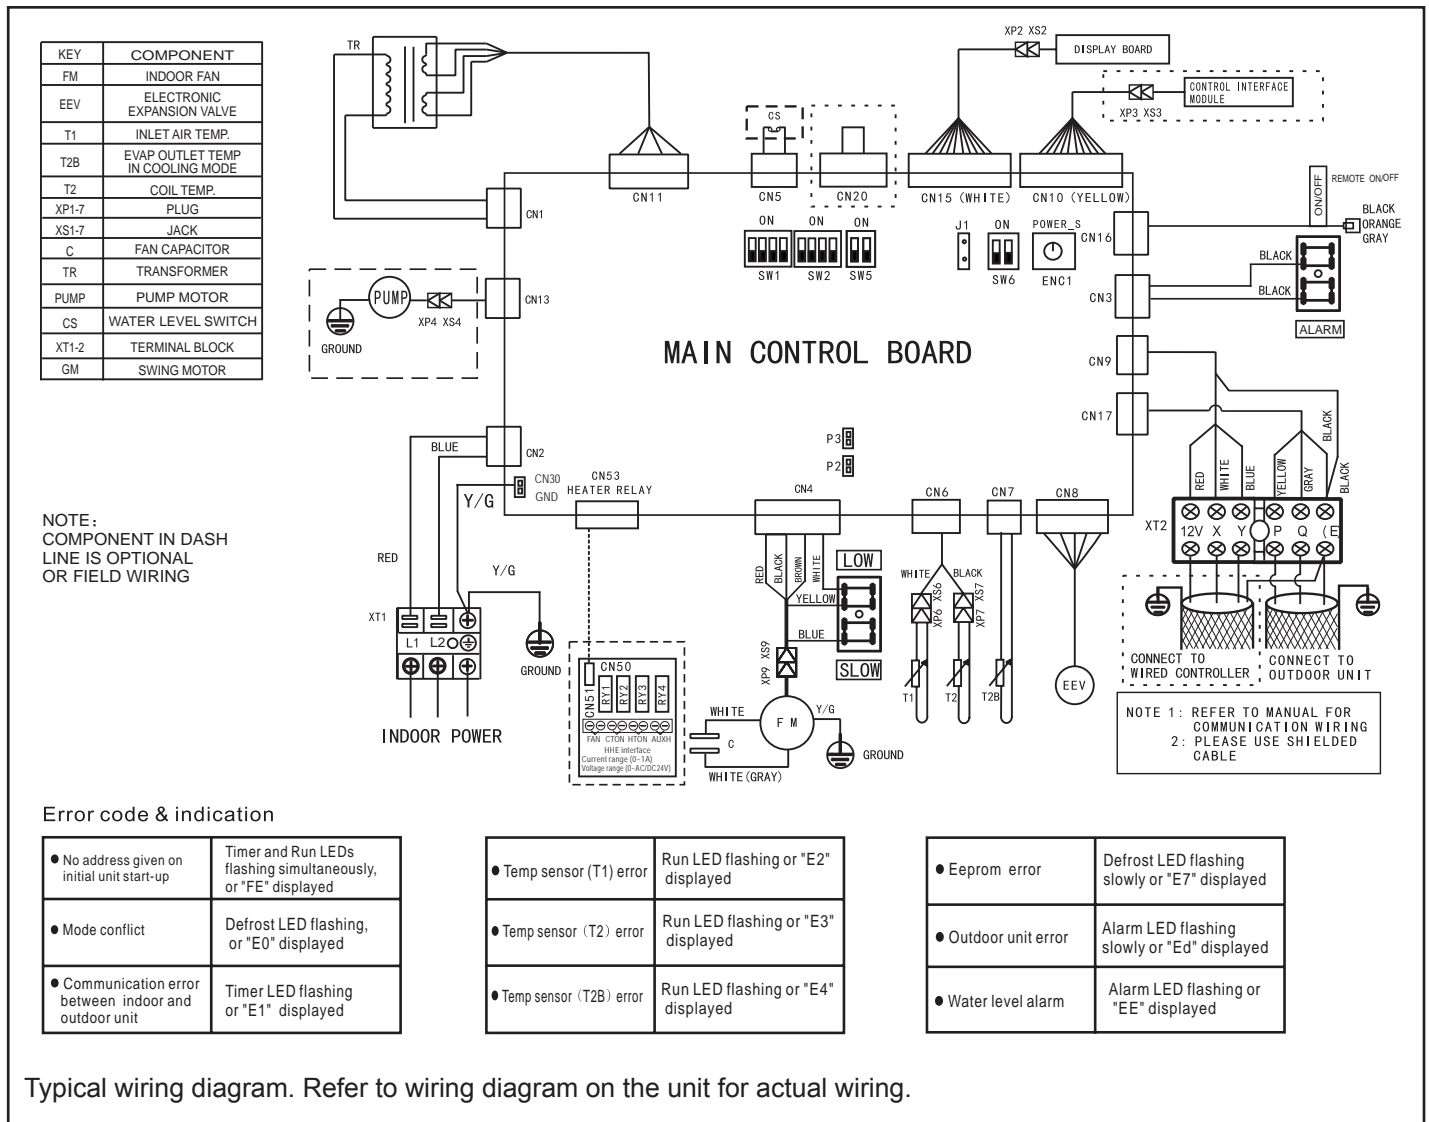 KEY COMPONENT
FM INDOOR FAN
EEV ELECTRONIC
EXPANSION VALVE
T1 INLET AIR TEMP.
T2B EVAP OUTLET TEMP
IN COOLING MODE
T2 COIL TEMP.
XP1-7 PLUG
XS1-7 JACK
C FAN CAPACITOR
TR TRANSFORMER
PUMP PUMP MOTOR
CS WATER LEVEL SWITCH
XT1-2 TERMINAL BLOCK
GM SWING MOTOR
NOTE:
COMPONENT IN DASH
LINE IS OPTIONAL
OR FIELD WIRING
TR
XP2 XS2
DISPLAY BOARD
CONTROL INTERFACE
MODULE
XP3 XS3
CS
CN11
CN5
CN20
CN15 (WHITE)
CN10 (YELLOW)
CN1
ON
SW1
ON
SW2
ON
SW5
J1
ON
SW6
POWER_S
ENC1
CN16
ON/OFF
REMOTE ON/OFF
BLACK
ORANGE
GRAY
CN3
BLACK
BLACK
ALARM
PUMP
XP4 XS4
GROUND
CN13
MAIN CONTROL BOARD
CN9
CN17
BLACK
RED
WHITE
BLUE
YELLOW
GRAY
BLACK
XT2
12V X Y P Q (E
CONNECT TO
WIRED CONTROLLER
CONNECT TO
OUTDOOR UNIT
NOTE 1: REFER TO MANUAL FOR
COMMUNICATION WIRING
2: PLEASE USE SHIELDED
CABLE
BLUE
CN2
CN30
GND
Y/G
RED
Y/G
XT1
L1 L2
GROUND
INDOOR POWER
P3
P2
CN53
HEATER RELAY
CN50
CN51
RY1
RY2
RY3
RY4
FAN CTON HTON AUXH
HHE interface
Current range (0~1A)
Voltage range (0~AC/DC24V)
CN4
RED
BLACK
BROWN
WHITE
YELLOW
BLUE
LOW
SLOW
XP9 XS9
WHITE
C
WHITE(GRAY)
FM
Y/G
GROUND
CN6
WHITE
BLACK
XP6 XS6
XP7 XS7
T1
T2
CN7
T2B
CN8
EEV
Error code & indication
● No address given on
initial unit start-up
Timer and Run LEDs
flashing simultaneously,
or "FE" displayed
● Mode conflict
Defrost LED flashing,
or "E0" displayed
● Communication error
between indoor and
outdoor unit
Timer LED flashing
or "E1" displayed
● Temp sensor (T1) error
Run LED flashing or "E2"
displayed
● Temp sensor (T2) error
Run LED flashing or "E3"
displayed
● Temp sensor (T2B) error
Run LED flashing or "E4"
displayed
● Eeprom error
Defrost LED flashing
slowly or "E7" displayed
● Outdoor unit error
Alarm LED flashing
slowly or "Ed" displayed
● Water level alarm
Alarm LED flashing or
"EE" displayed
Typical wiring diagram. Refer to wiring diagram on the unit for actual wiring.